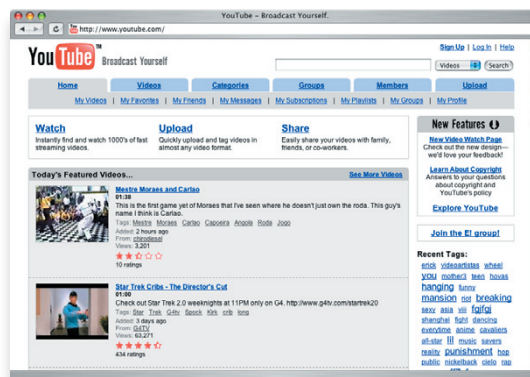 YouTube - Broadcast Yourself.
http://www.youtube.com/
YouTube™ Broadcast Yourself
Sign Up | Log In | Help
Videos Search
Home Videos Categories Groups Members Upload
My Videos | My Favorites | My Friends | My Messages | My Subscriptions | My Playlists | My Groups | My Profile
Watch
Instantly find and watch 1000's of fast
streaming videos.
Upload
Quickly upload and tag videos in
almost any video format.
Share
Easily share your videos with family,
friends, or co-workers.
Today's Featured Videos... See More Videos
Mestre Moraes and Carlao
01:38
This is the first game yet of Moraes that I've seen where he doesn't just own the roda. This guy's
name I think is Carlao.
Tags: Mestre Moraes Carlao Capoeira Angola Roda Jogo
Added: 2 hours ago
From: chinodiesel
Views: 3,201
10 ratings
Star Trek Cribs - The Director's Cut
01:00
Check out Star Trek 2.0 weeknights at 11PM only on G4. http://www.g4tv.com/startrek20
Tags: Star Trek G4tv Spock Kirk crib long
Added: 3 days ago
From: G4TV
Views: 63,271
434 ratings
New Features
New Video Watch Page
Check out the new design—
we'd love your feedback!
Learn About Copyright
Answers to your questions
about copyright and
YouTube's policy
Explore YouTube
Join the E! group!
Recent Tags:
erick videoartistas wheel
you mother3 teen hovas
hanging funny
mansion riot breaking
sexy asia viii fgjfgj
shanghai fight dancing
everytime anime cavaliers
all-star lll music savers
reality punishment hop
public nickelback cielo rap